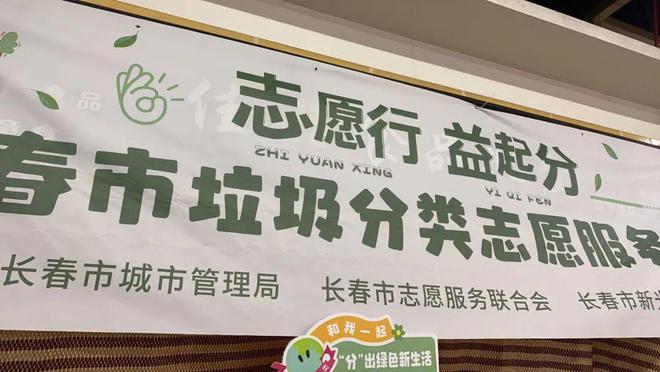 志愿行 益起分
ZHI YUAN XING
YI QI FEN
春市垃圾分类志愿服务
长春市城市管理局 长春市志愿服务联合会 长春市新
和我一起
“分”出绿色新生活